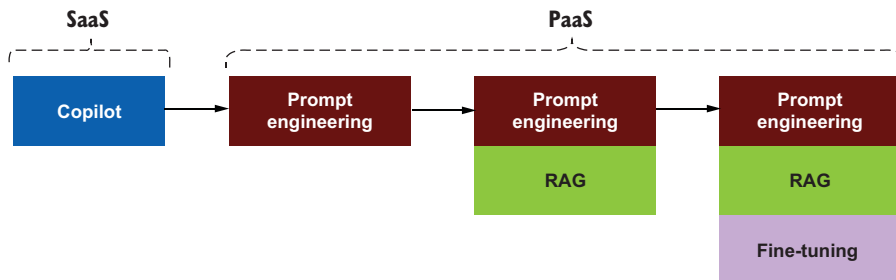 SaaS
PaaS
Copilot
Prompt
engineering
Prompt
engineering
Prompt
engineering
RAG
RAG
Fine-tuning